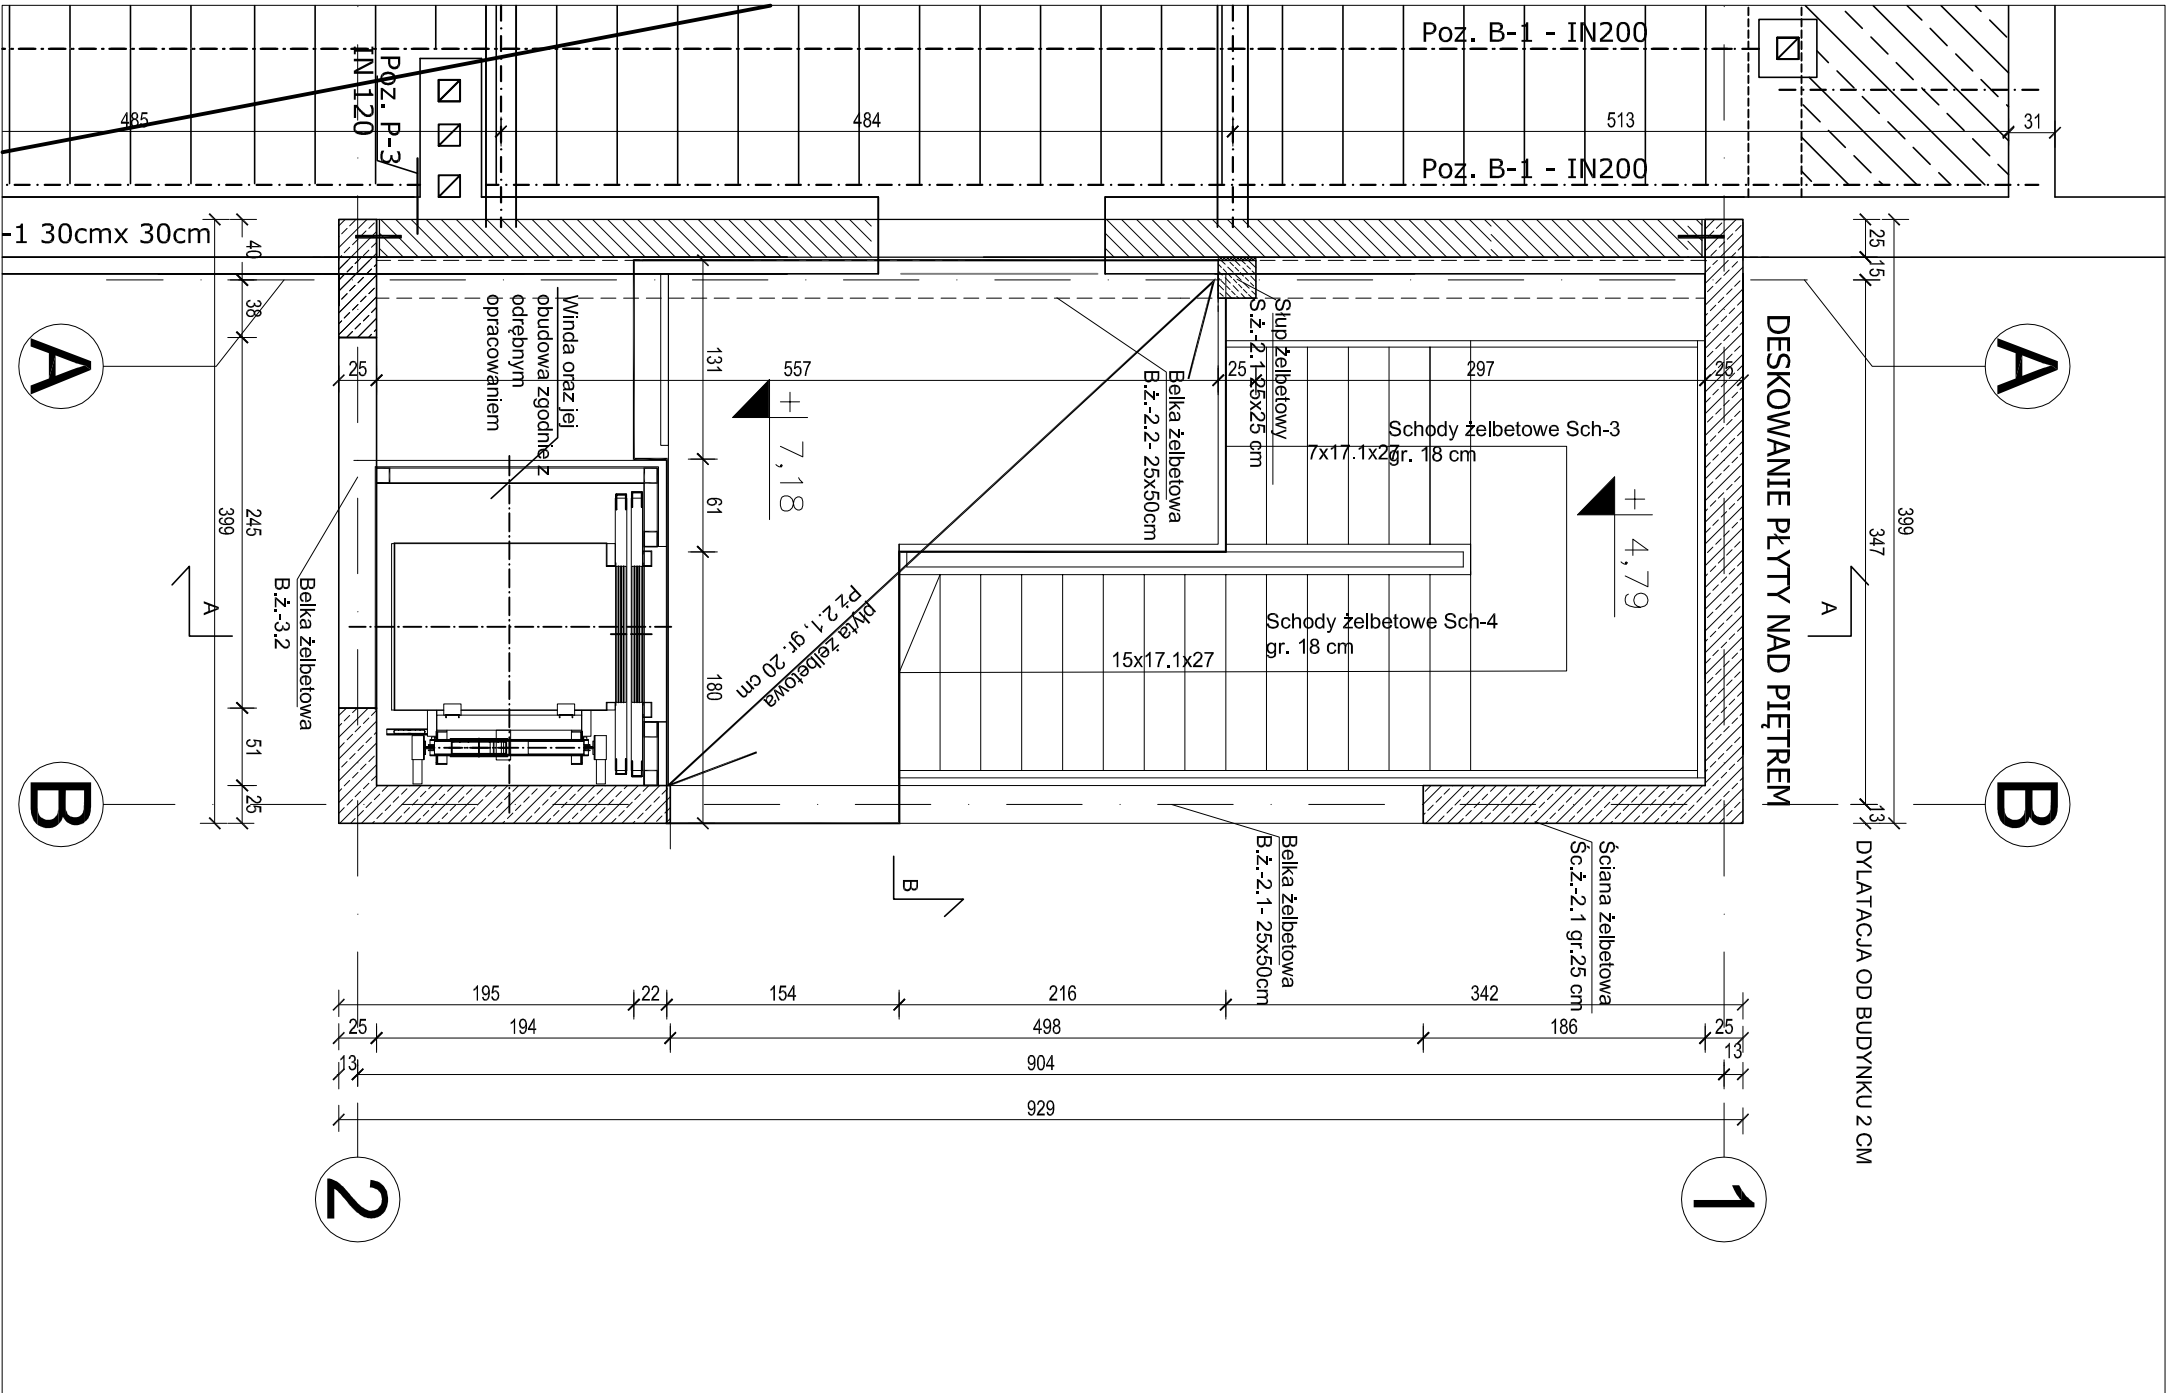 Poz. B-1 - IN200
Poz. B-1 - IN200
Poz. P-3
IN 120
485
484
513
31
-1 30cmx 30cm
40
38
245
51
25
399
A
B
A
B
25
15
347
13
399
DESKOWANIE PŁYTY NAD PIĘTREM
DYLATACJA OD BUDYNKU 2 CM
A
A
B
25
557
25
297
25
131
61
180
Winda oraz jej
obudowa zgodnie z
odrębnym
opracowaniem
+ 7,18
+ 4,79
Słup żelbetowy
S.ż.-2.1-25x25 cm
Belka żelbetowa
B.ż.-2.2- 25x50cm
Schody żelbetowe Sch-3
gr. 18 cm
7x17.1x27
Schody żelbetowe Sch-4
gr. 18 cm
15x17.1x27
płyta żelbetowa
Pż 2.1, gr. 20 cm
Belka żelbetowa
B.ż.-3.2
Belka żelbetowa
B.ż.-2.1- 25x50cm
Ściana żelbetowa
Śc.ż.-2.1 gr.25 cm
195
22
154
216
342
25
194
498
186
25
13
904
13
929
2
1